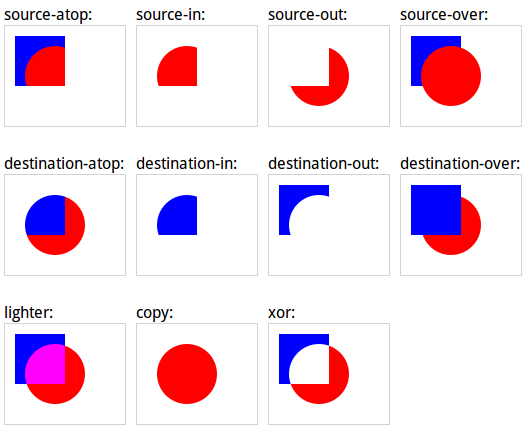 source-atop:
source-in:
source-out:
source-over:
destination-atop:
destination-in:
destination-out:
destination-over:
lighter:
copy:
xor: